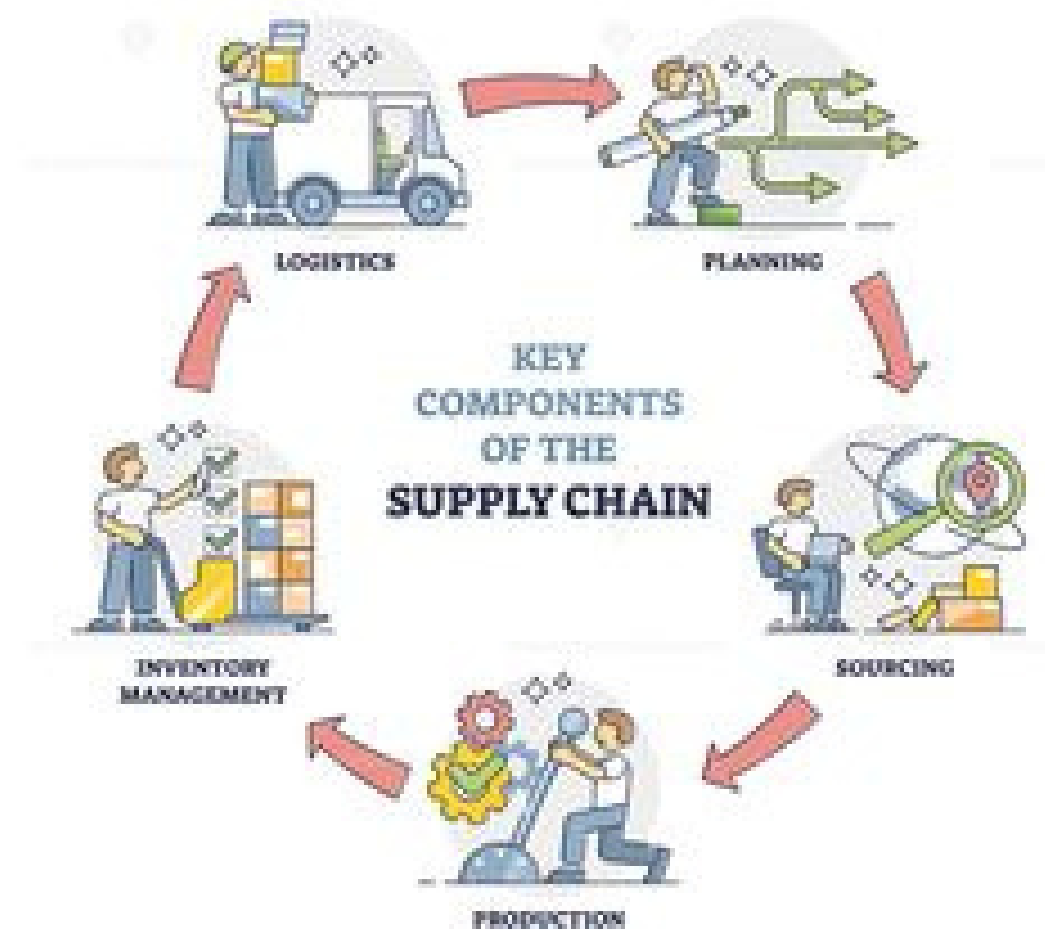 LOGISTICS
PLANNING
KEY
COMPONENTS
OF THE
SUPPLY CHAIN
INVENTORY
MANAGEMENT
SOURCING
PRODUCTION